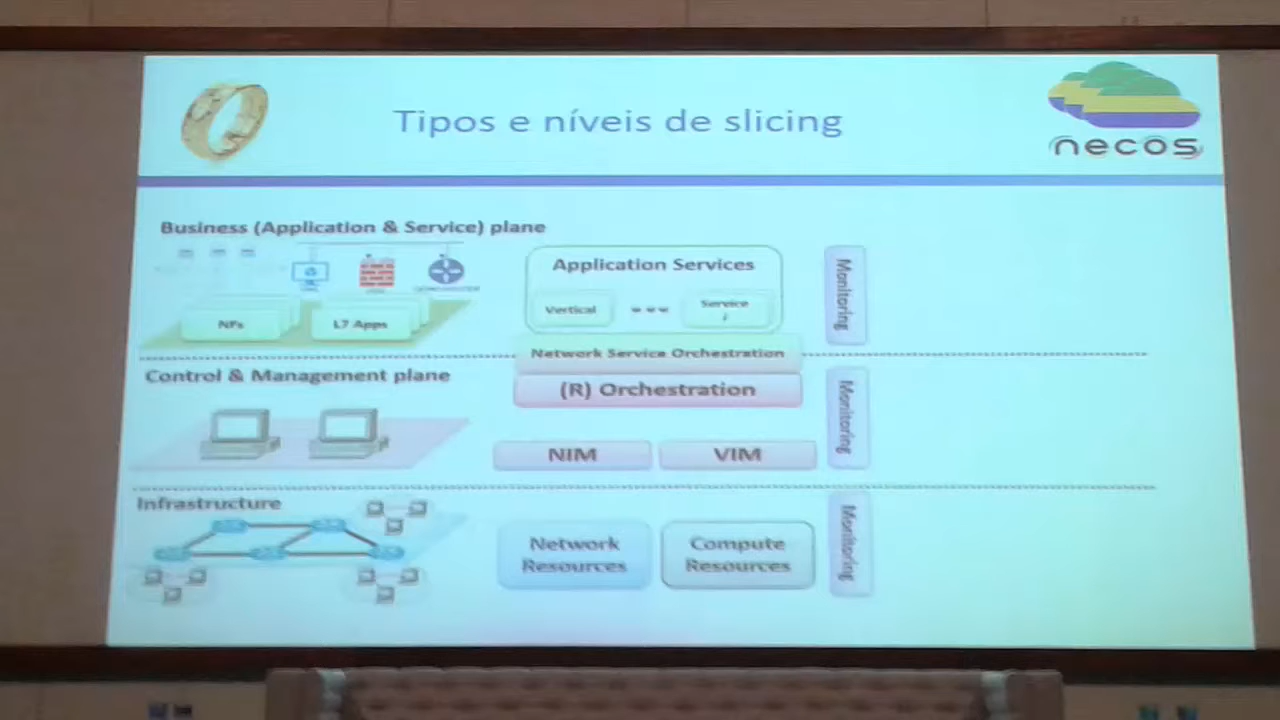 Tipos e níveis de slicing
necos
Business (Application & Service) plane
NFs
L7 Apps
Application Services
Vertical
Service
Monitoring
Network Service Orchestration
Control & Management plane
(R) Orchestration
NIM
VIM
Monitoring
Infrastructure
Network
Resources
Compute
Resources
Monitoring